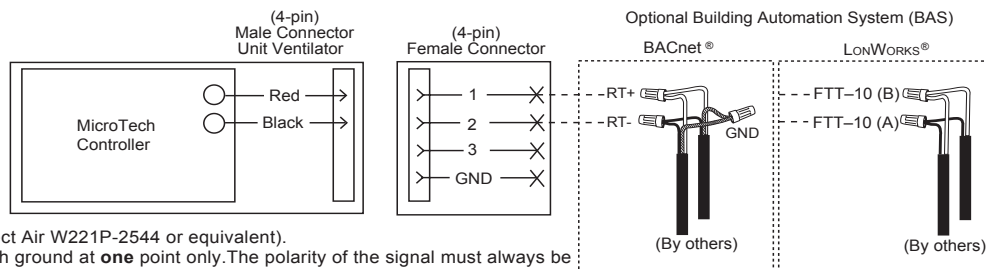 Optional Building Automation System (BAS)
(4-pin)
Male Connector
Unit Ventilator
(4-pin)
Female Connector
BACnet ®
LONWORKS®
MicroTech
Controller
Red
Black
1
2
3
GND
RT+
RT-
GND
FTT–10 (B)
FTT–10 (A)
(By others)
(By others)
ct Air W221P-2544 or equivalent).
h ground at one point only.The polarity of the signal must always be